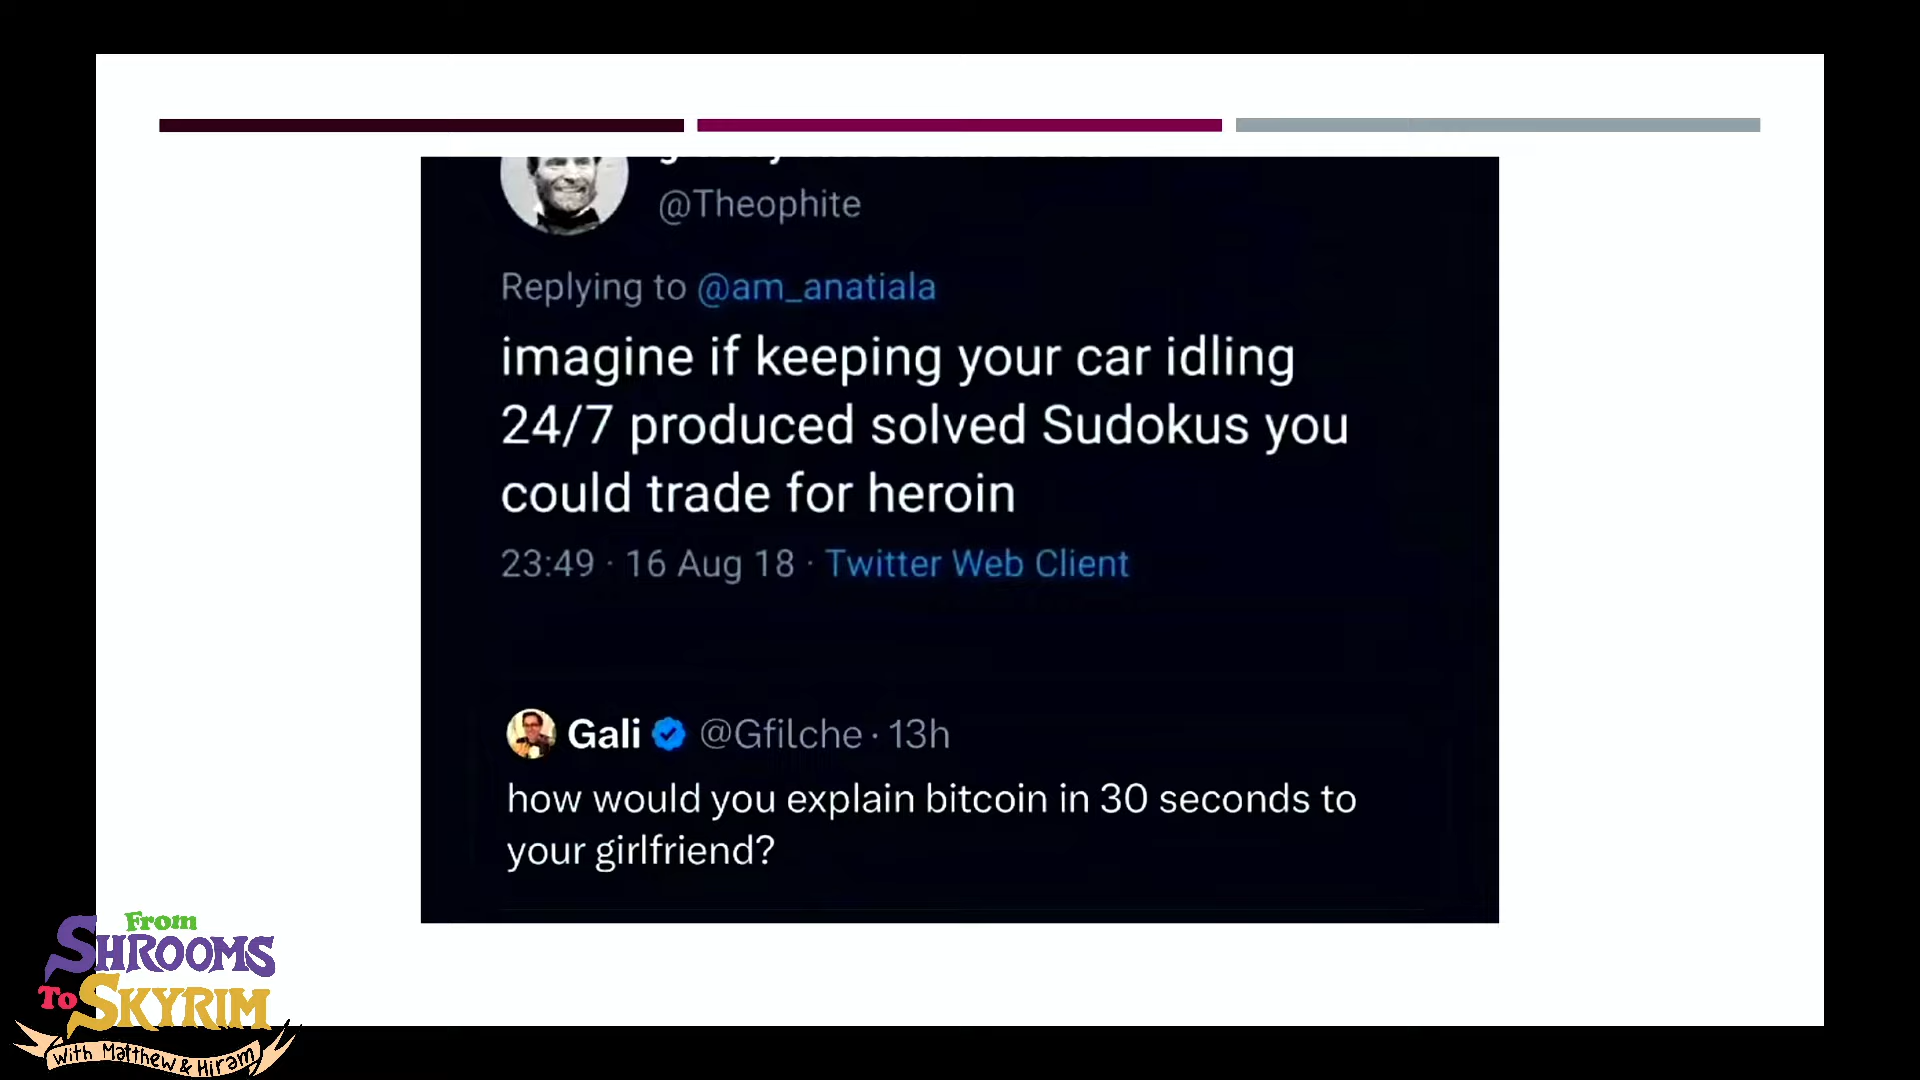 @Theophite
Replying to @am_anatiala
imagine if keeping your car idling
24/7 produced solved Sudokus you
could trade for heroin
23:49 · 16 Aug 18 · Twitter Web Client
Gali @Gfilche · 13h
how would you explain bitcoin in 30 seconds to
your girlfriend?
From
SHROOMS
To SKYRIM
with Matthew & Hiram